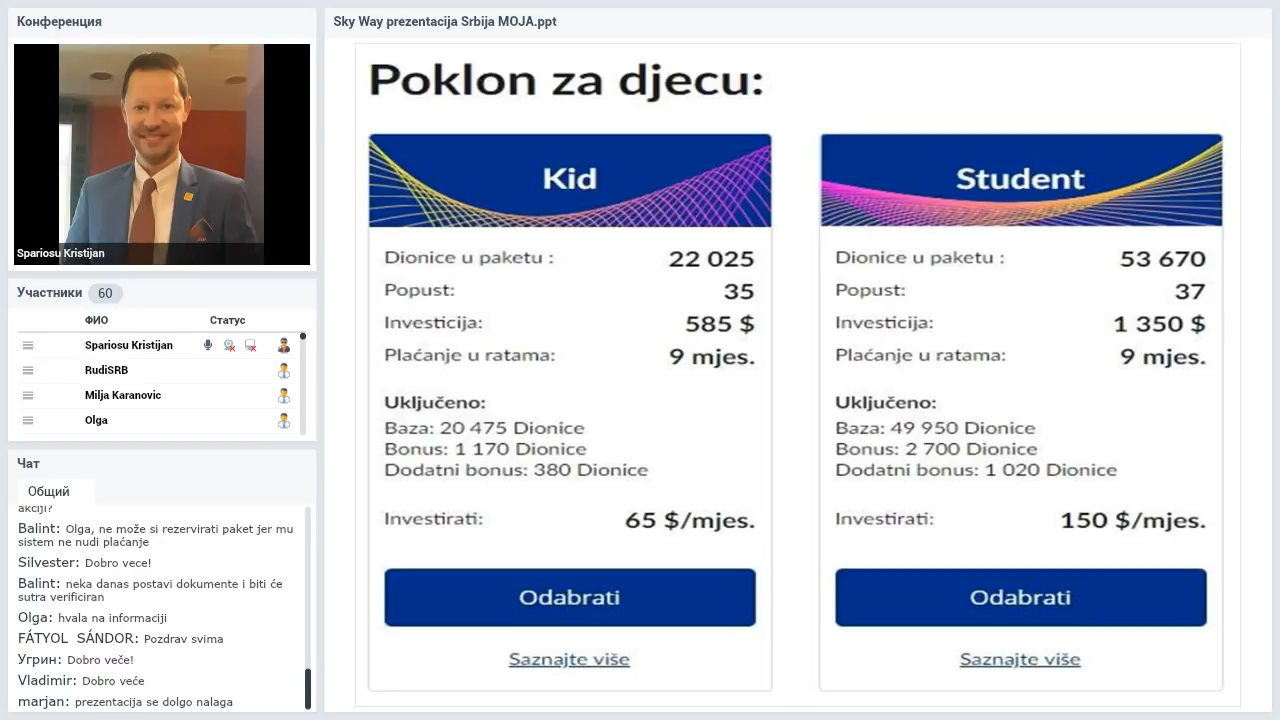 Конференция
Spariosu Kristijan
Участники 60
ФИО Статус
Spariosu Kristijan
RudiSRB
Milja Karanovic
Olga
Чат
Общий
akciji?
Balint: Olga, ne može si rezervirati paket jer mu
sistem ne nudi plaćanje
Silvester: Dobro vece!
Balint: neka danas postavi dokumente i biti će
sutra verificiran
Olga: hvala na informaciji
FÁTYOL SÁNDOR: Pozdrav svima
Угрин: Dobro veče!
Vladimir: Dobro veće
marjan: prezentacija se dolgo nalaga
Sky Way prezentacija Srbija MOJA.ppt
Poklon za djecu:
Kid
Dionice u paketu : 22 025
Popust: 35
Investicija: 585 $
Plaćanje u ratama: 9 mjes.
Uključeno:
Baza: 20 475 Dionice
Bonus: 1 170 Dionice
Dodatni bonus: 380 Dionice
Investirati: 65 $/mjes.
Odabrati
Saznajte više
Student
Dionice u paketu : 53 670
Popust: 37
Investicija: 1 350 $
Plaćanje u ratama: 9 mjes.
Uključeno:
Baza: 49 950 Dionice
Bonus: 2 700 Dionice
Dodatni bonus: 1 020 Dionice
Investirati: 150 $/mjes.
Odabrati
Saznajte više